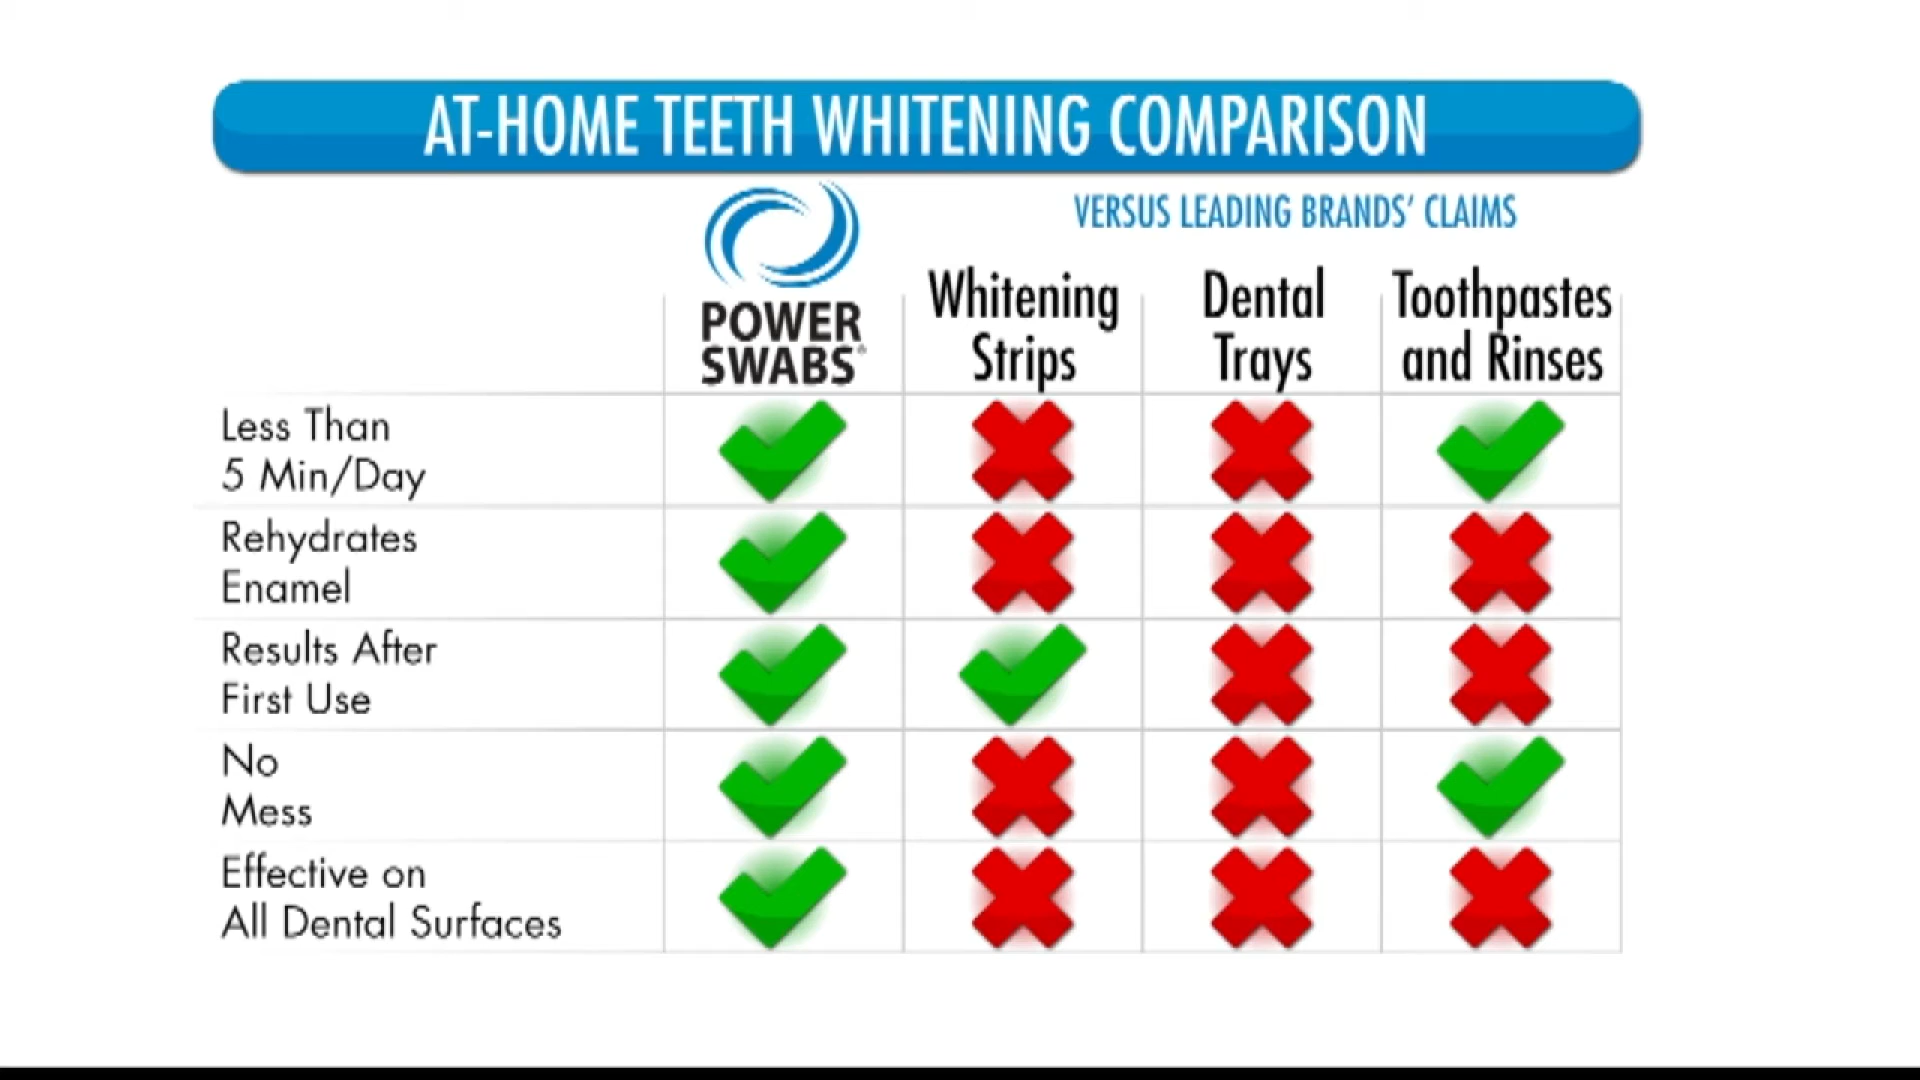 AT-HOME TEETH WHITENING COMPARISON
VERSUS LEADING BRANDS' CLAIMS
POWER
SWABS®
Whitening
Strips
Dental
Trays
Toothpastes
and Rinses
Less Than
5 Min/Day
Rehydrates
Enamel
Results After
First Use
No
Mess
Effective on
All Dental Surfaces